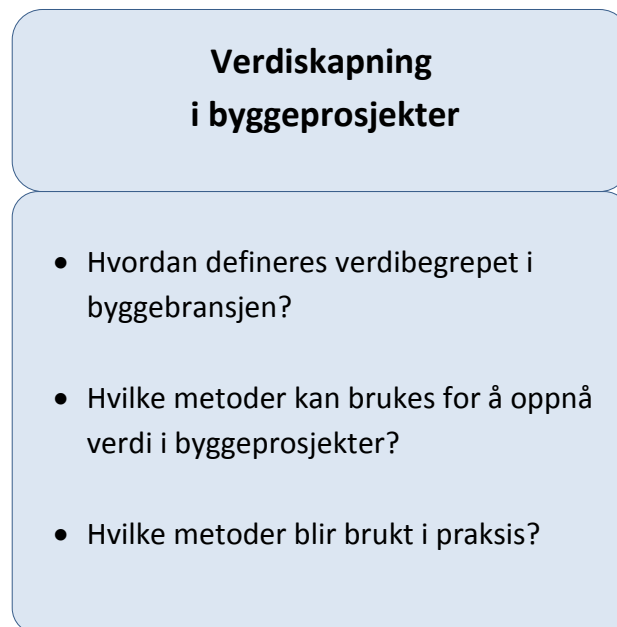 Verdiskapning
i byggeprosjekter
• Hvordan defineres verdibegrepet i
byggebransjen?
• Hvilke metoder kan brukes for å oppnå
verdi i byggeprosjekter?
• Hvilke metoder blir brukt i praksis?